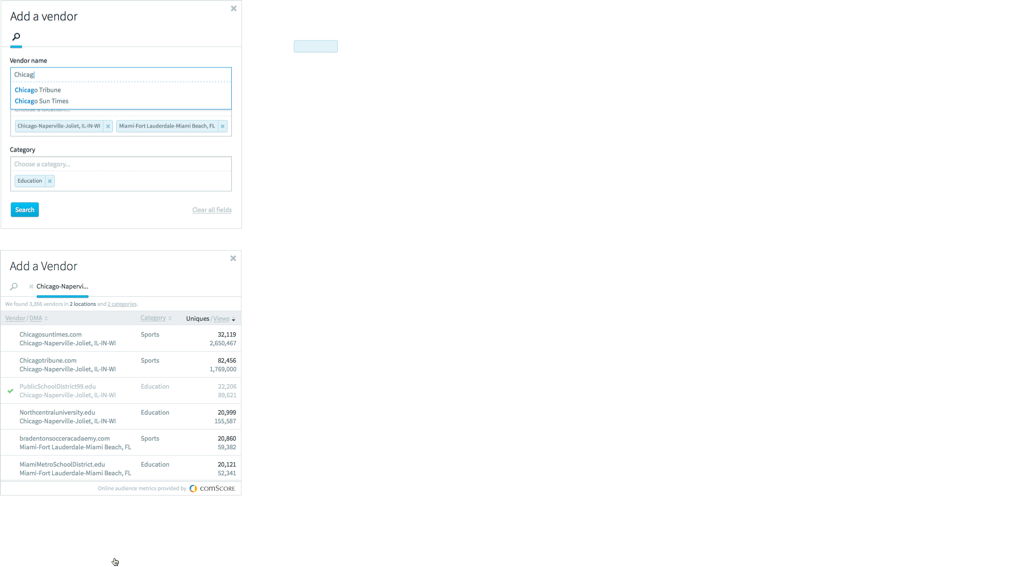 Add a vendor
Vendor name
Chicag
Chicago Tribune
Chicago Sun Times
Chicago-Naperville-Joliet, IL-IN-WI
Miami-Fort Lauderdale-Miami Beach, FL
Category
Choose a category...
Education
Search
Clear all fields
Add a Vendor
Chicago-Napervi...
We found 3,356 vendors in 2 locations and 2 categories.
Vendor / DMA Category Uniques / Views
Chicagosuntimes.com Sports 32,119
Chicago-Naperville-Joliet, IL-IN-WI 2,650,467
Chicagotribune.com Sports 82,456
Chicago-Naperville-Joliet, IL-IN-WI 1,769,000
PublicSchoolDistrict99.edu Education 22,206
Chicago-Naperville-Joliet, IL-IN-WI 89,621
Northcentraluniversity.edu Education 20,999
Chicago-Naperville-Joliet, IL-IN-WI 155,587
bradentonsocceracadaemy.com Sports 20,860
Miami-Fort Lauderdale-Miami Beach, FL 59,382
MiamiMetroSchoolDistrict.edu Education 20,121
Miami-Fort Lauderdale-Miami Beach, FL 52,341
Online audience metrics provided by comScore